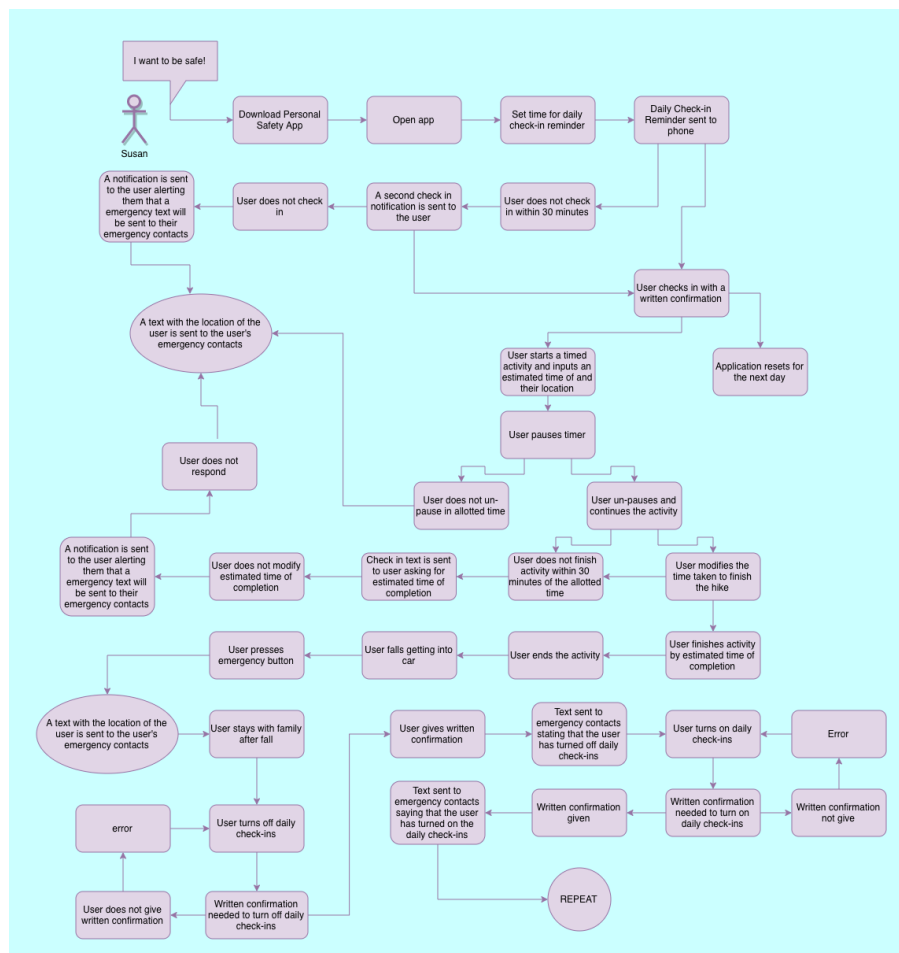 I want to be safe!
Susan
Download Personal
Safety App
Open app
Set time for daily
check-in reminder
Daily Check-in
Reminder sent to
phone
A notification is sent
to the user alerting
them that a
emergency text will
be sent to their
emergency contacts
User does not check
in
A second check in
notification is sent to
the user
User does not check
in within 30 minutes
User checks in with a
written confirmation
A text with the location of the
user is sent to the user's
emergency contacts
User starts a timed
activity and inputs an
estimated time of and
their location
Application resets for
the next day
User pauses timer
User does not
respond
User does not un-
pause in allotted time
User un-pauses and
continues the activity
A notification is sent
to the user alerting
them that a
emergency text will
be sent to their
emergency contacts
User does not modify
estimated time of
completion
Check in text is sent
to user asking for
estimated time of
completion
User does not finish
activity within 30
minutes of the allotted
time
User modifies the
time taken to finish
the hike
User presses
emergency button
User falls getting into
car
User ends the activity
User finishes activity
by estimated time of
completion
A text with the location of the
user is sent to the user's
emergency contacts
User stays with family
after fall
User gives written
confirmation
Text sent to
emergency contacts
stating that the user
has turned off daily
check-ins
User turns on daily
check-ins
Error
error
User turns off daily
check-ins
Text sent to
emergency contacts
saying that the user
has turned on the
daily check-ins
Written confirmation
given
Written confirmation
needed to turn on
daily check-ins
Written confirmation
not give
User does not give
written confirmation
Written confirmation
needed to turn off daily
check-ins
REPEAT